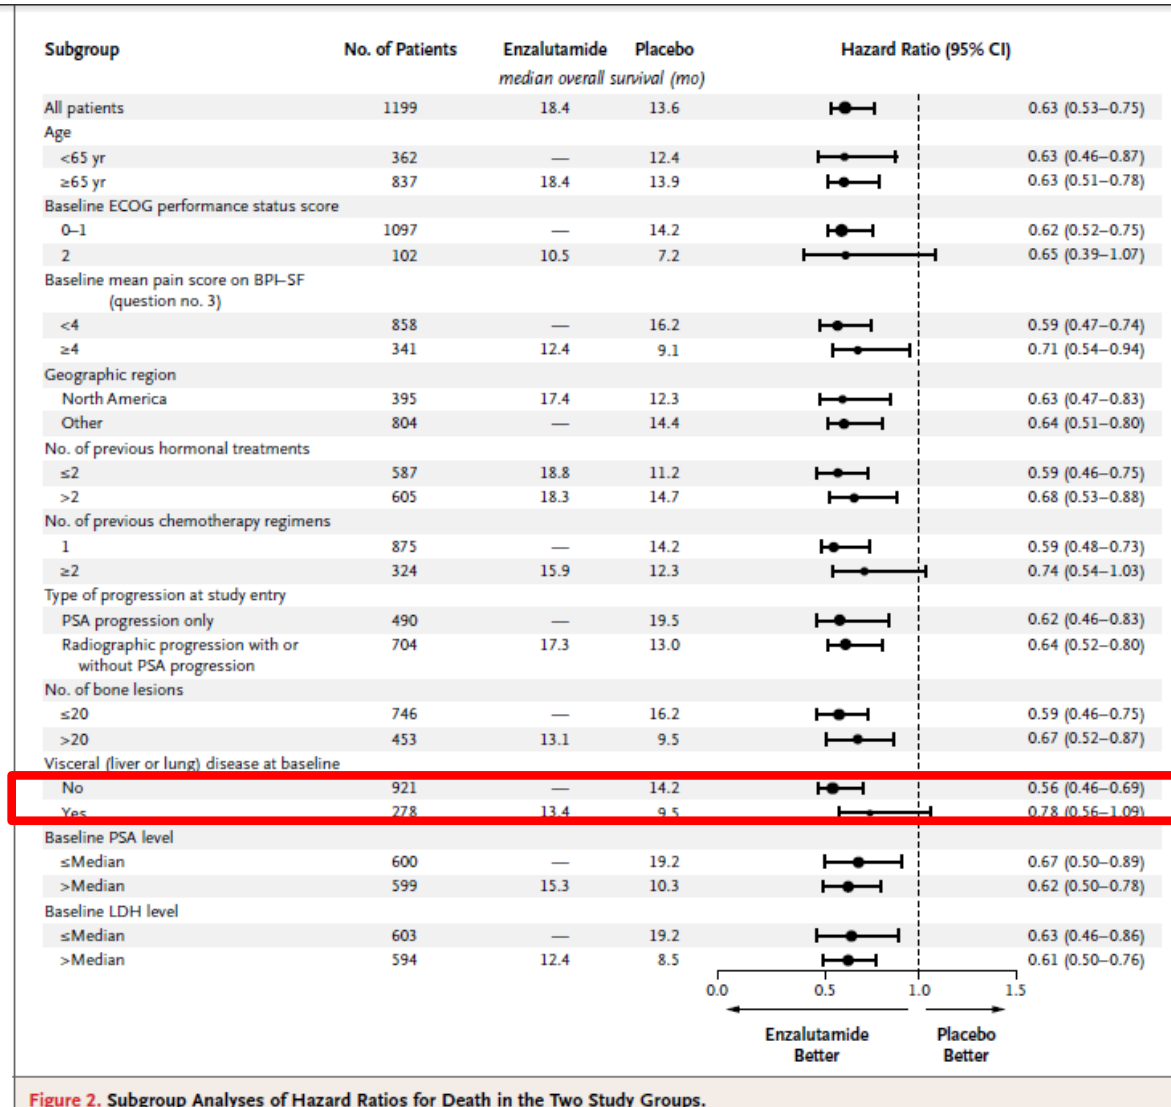 Subgroup No. of Patients Enzalutamide Placebo Hazard Ratio (95% CI)
median overall survival (mo)
All patients 1199 18.4 13.6 0.63 (0.53–0.75)
Age
<65 yr 362 — 12.4 0.63 (0.46–0.87)
≥65 yr 837 18.4 13.9 0.63 (0.51–0.78)
Baseline ECOG performance status score
0–1 1097 — 14.2 0.62 (0.52–0.75)
2 102 10.5 7.2 0.65 (0.39–1.07)
Baseline mean pain score on BPI–SF
(question no. 3)
<4 858 — 16.2 0.59 (0.47–0.74)
≥4 341 12.4 9.1 0.71 (0.54–0.94)
Geographic region
North America 395 17.4 12.3 0.63 (0.47–0.83)
Other 804 — 14.4 0.64 (0.51–0.80)
No. of previous hormonal treatments
≤2 587 18.8 11.2 0.59 (0.46–0.75)
>2 605 18.3 14.7 0.68 (0.53–0.88)
No. of previous chemotherapy regimens
1 875 — 14.2 0.59 (0.48–0.73)
≥2 324 15.9 12.3 0.74 (0.54–1.03)
Type of progression at study entry
PSA progression only 490 — 19.5 0.62 (0.46–0.83)
Radiographic progression with or 704 17.3 13.0 0.64 (0.52–0.80)
without PSA progression
No. of bone lesions
≤20 746 — 16.2 0.59 (0.46–0.75)
>20 453 13.1 9.5 0.67 (0.52–0.87)
Visceral (liver or lung) disease at baseline
No 921 — 14.2 0.56 (0.46–0.69)
Yes 278 13.4 9.5 0.78 (0.56–1.09)
Baseline PSA level
≤Median 600 — 19.2 0.67 (0.50–0.89)
>Median 599 15.3 10.3 0.62 (0.50–0.78)
Baseline LDH level
≤Median 603 — 19.2 0.63 (0.46–0.86)
>Median 594 12.4 8.5 0.61 (0.50–0.76)
0.0 0.5 1.0 1.5
Enzalutamide Placebo
Better Better
Figure 2. Subgroup Analyses of Hazard Ratios for Death in the Two Study Groups.